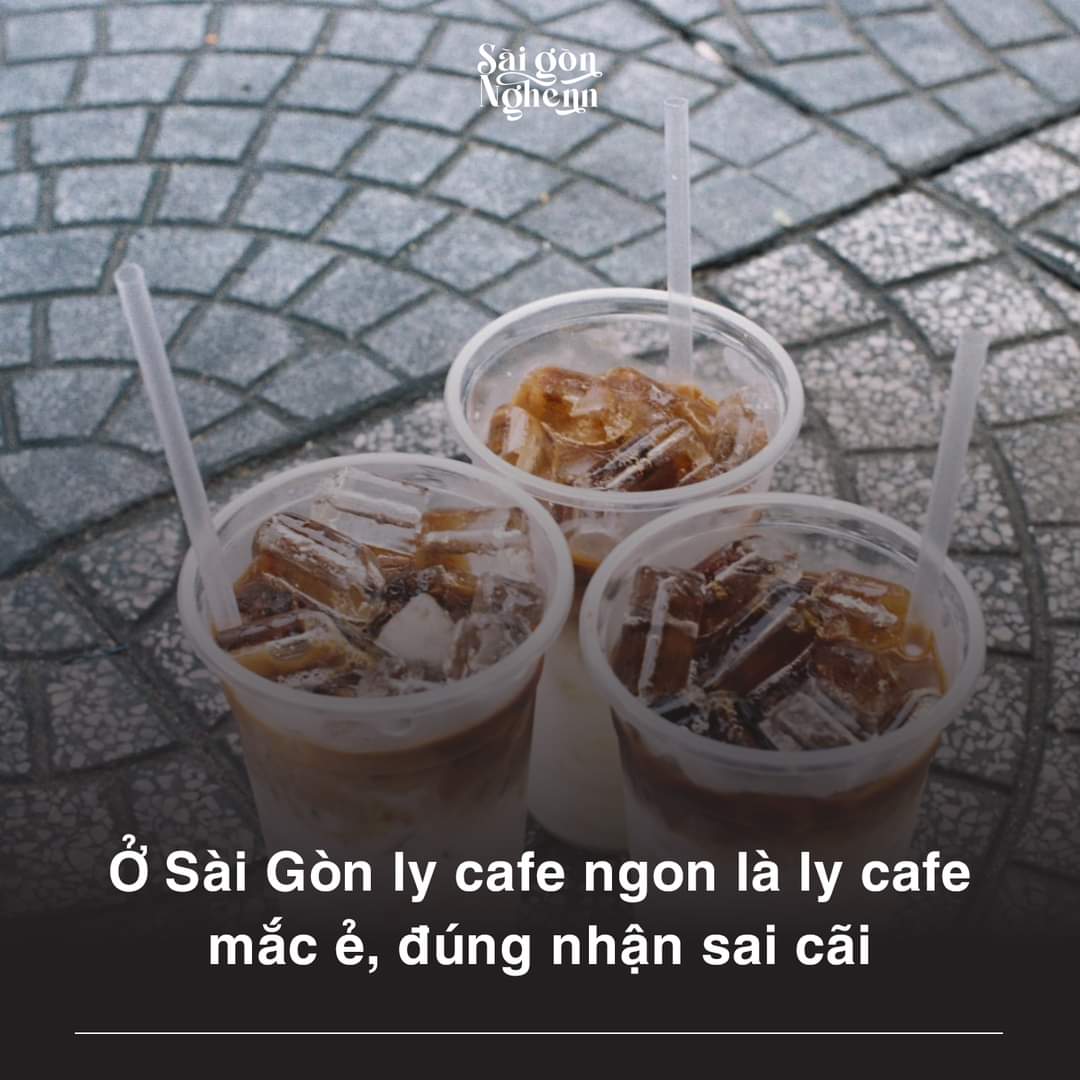 Sài gòn
Nghenn
Ở Sài Gòn ly cafe ngon là ly cafe
mắc ẻ, đúng nhận sai cãi